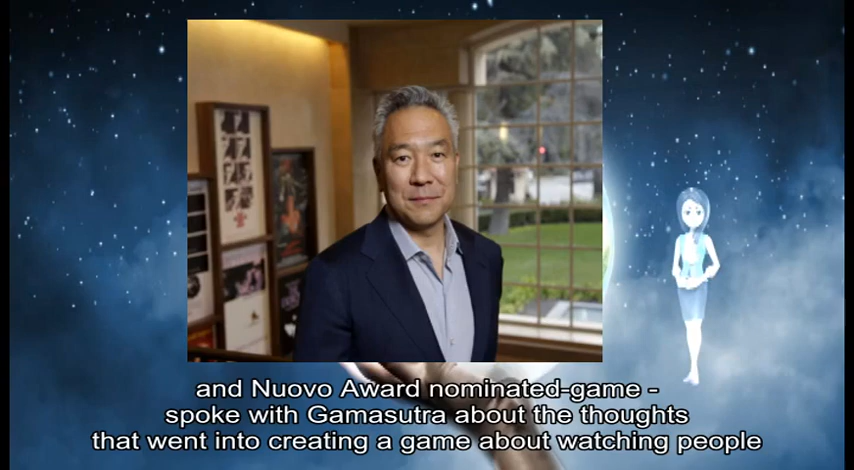 and Nuovo Award nominated-game -
spoke with Gamasutra about the thoughts
that went into creating a game about watching people